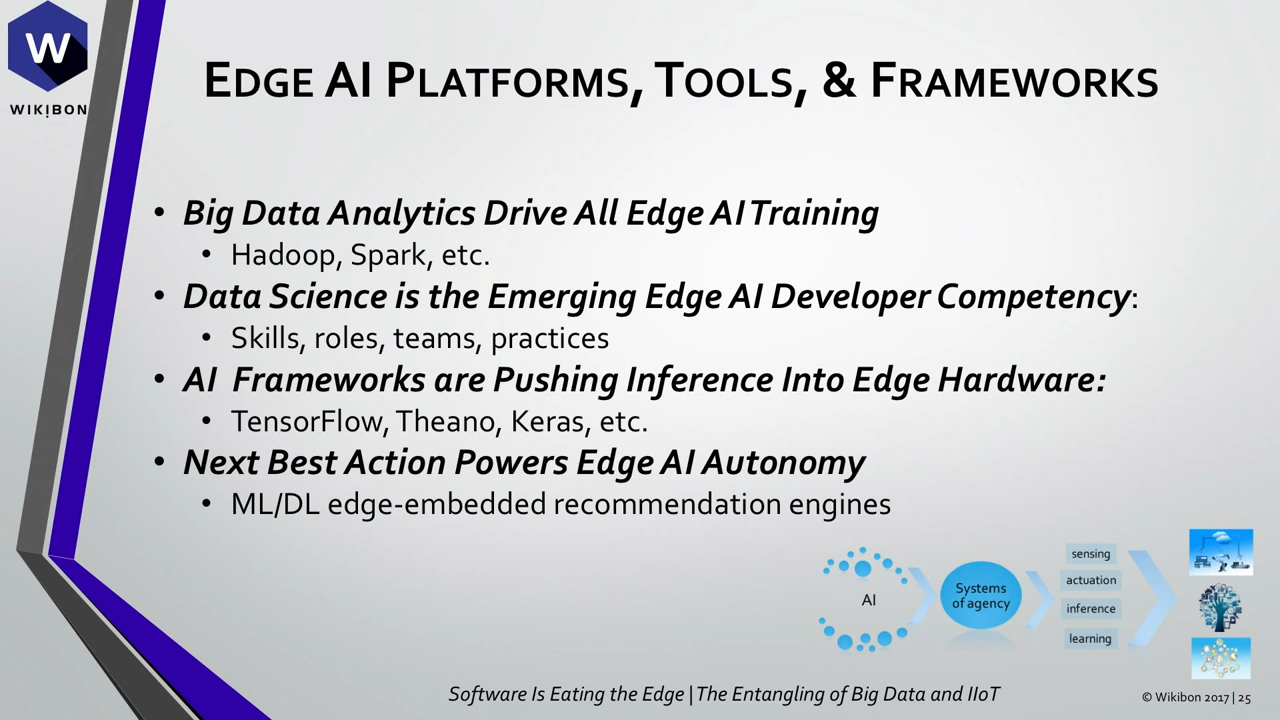 W
WIKIBON
EDGE AI PLATFORMS, TOOLS, & FRAMEWORKS
• Big Data Analytics Drive All Edge AI Training
• Hadoop, Spark, etc.
• Data Science is the Emerging Edge AI Developer Competency:
• Skills, roles, teams, practices
• AI Frameworks are Pushing Inference Into Edge Hardware:
• TensorFlow, Theano, Keras, etc.
• Next Best Action Powers Edge AI Autonomy
• ML/DL edge-embedded recommendation engines
AI
Systems
of agency
sensing
actuation
inference
learning
Software Is Eating the Edge | The Entangling of Big Data and IIoT
© Wikibon 2017 | 25